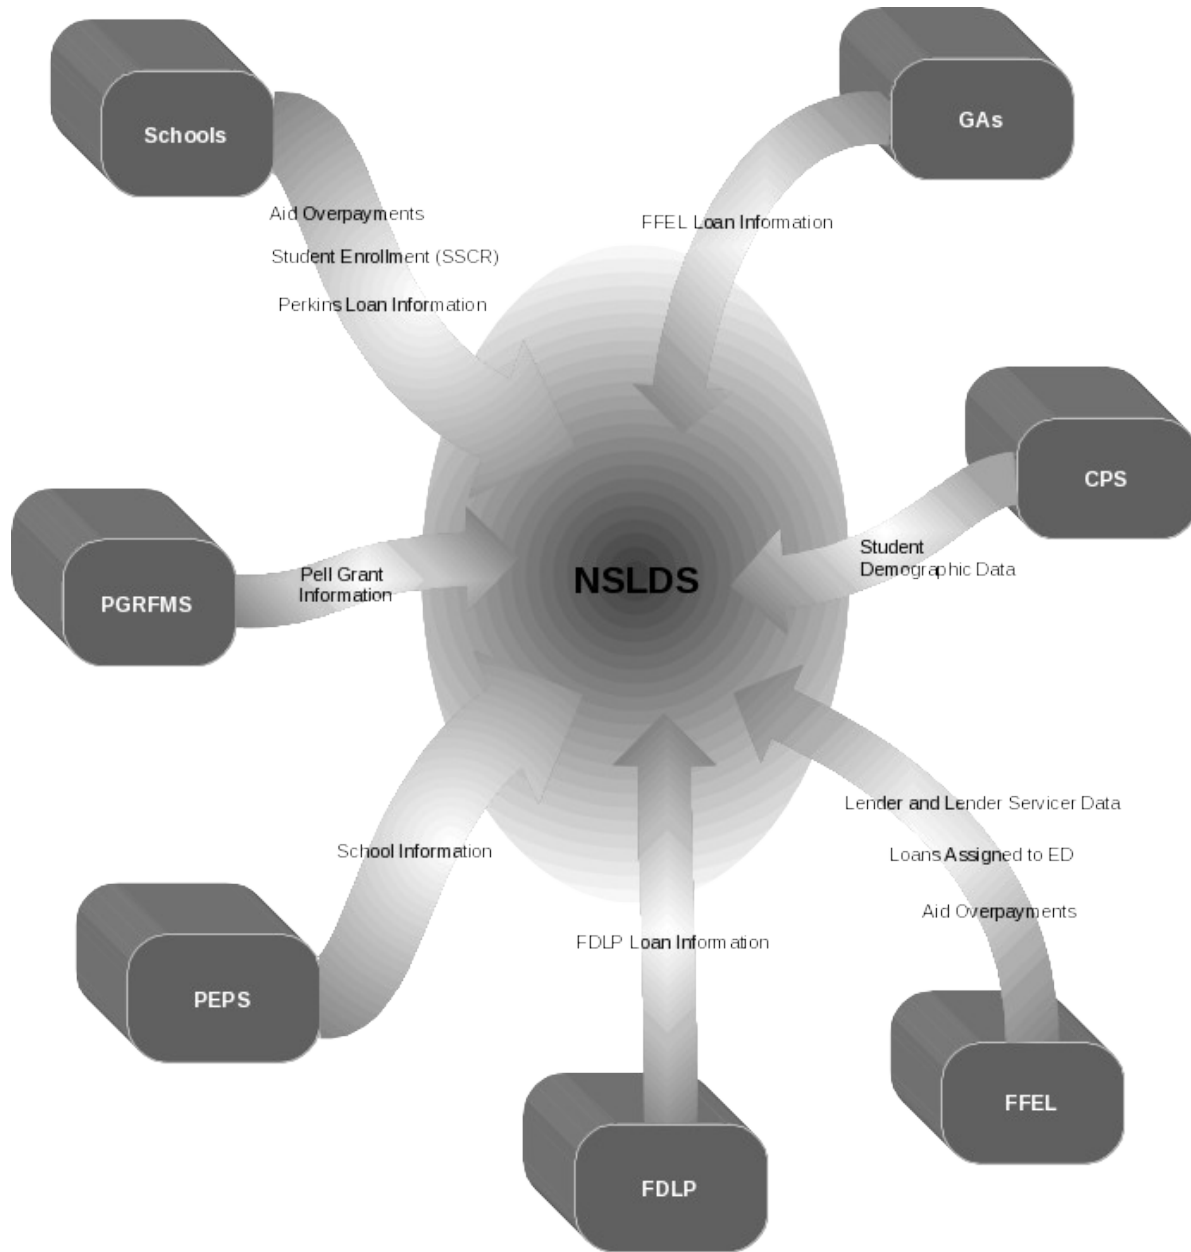 Schools
GAs
Aid Overpayments
FFEL Loan Information
Student Enrollment (SSCR)
Perkins Loan Information
CPS
Student
Demographic Data
Pell Grant
Information
NSLDS
PGRFMS
Lender and Lender Servicer Data
School Information
Loans Assigned to ED
Aid Overpayments
FDLP Loan Information
PEPS
FFEL
FDLP